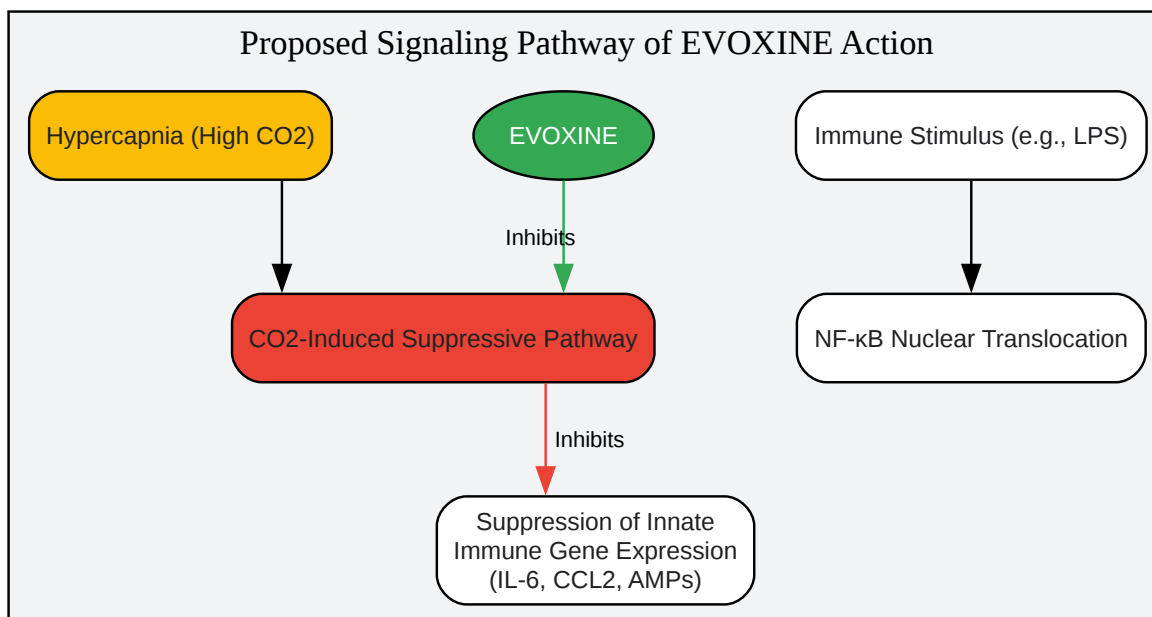 Proposed Signaling Pathway of EVOXINE Action
Hypercapnia (High CO2)
EVOXINE
Immune Stimulus (e.g., LPS)
Inhibits
CO2-Induced Suppressive Pathway
NF-κB Nuclear Translocation
Inhibits
Suppression of Innate
Immune Gene Expression
(IL-6, CCL2, AMPs)